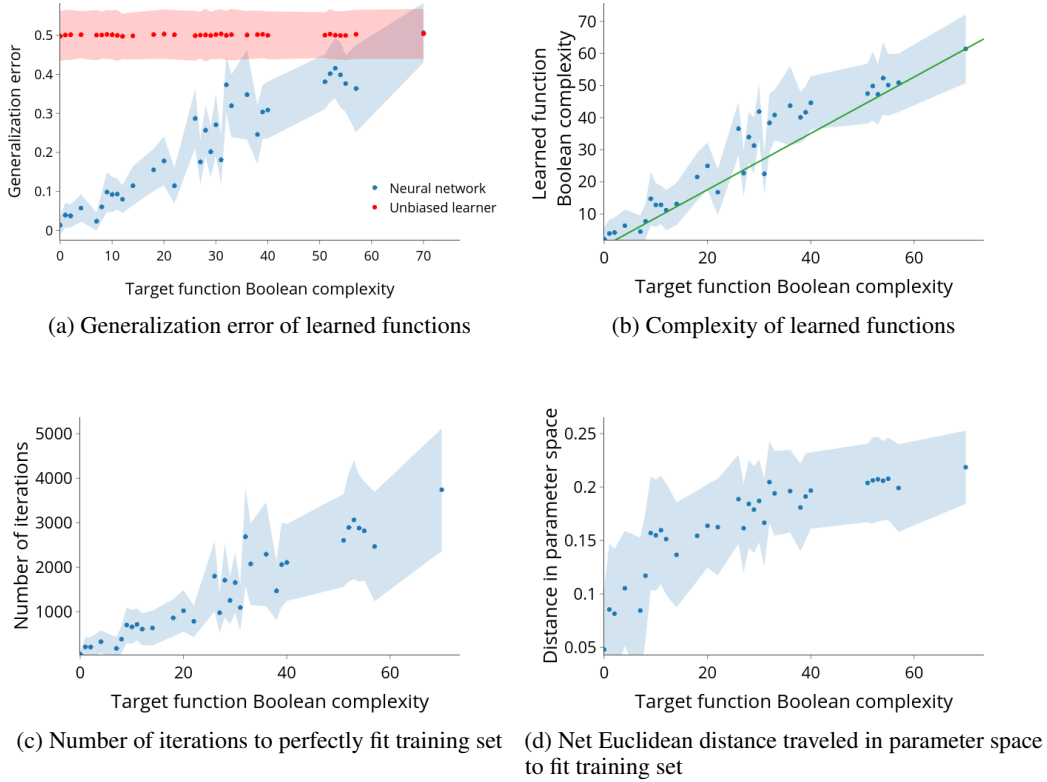 Generalization error
0.5
0.4
0.3
0.2
0.1
0
Neural network
Unbiased learner
0 10 20 30 40 50 60 70
Target function Boolean complexity
(a) Generalization error of learned functions
Learned function
Boolean complexity
70
60
50
40
30
20
10
0 20 40 60
Target function Boolean complexity
(b) Complexity of learned functions
Number of iterations
5000
4000
3000
2000
1000
0 20 40 60
Target function Boolean complexity
(c) Number of iterations to perfectly fit training set
Distance in parameter space
0.25
0.2
0.15
0.1
0.05
0 20 40 60
Target function Boolean complexity
(d) Net Euclidean distance traveled in parameter space
to fit training set